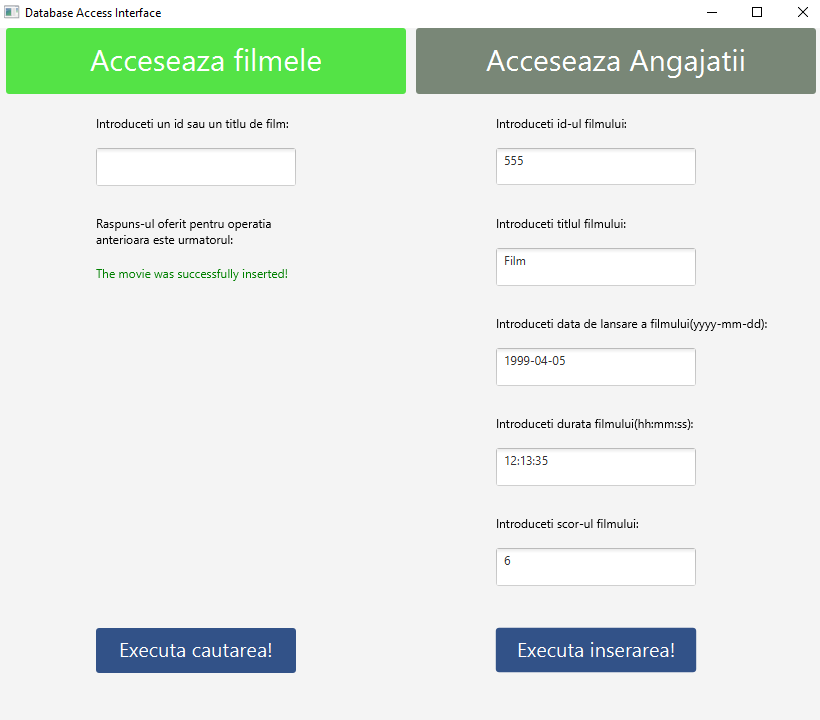 Database Access Interface
Acceseaza filmele
Acceseaza Angajatii
Introduceti un id sau un titlu de film:
Raspuns-ul oferit pentru operatia
anterioara este urmatorul:
The movie was successfully inserted!
Executa cautarea!
Introduceti id-ul filmului:
555
Introduceti titlul filmului:
Film
Introduceti data de lansare a filmului(yyyy-mm-dd):
1999-04-05
Introduceti durata filmului(hh:mm:ss):
12:13:35
Introduceti scor-ul filmului:
6
Executa inserarea!